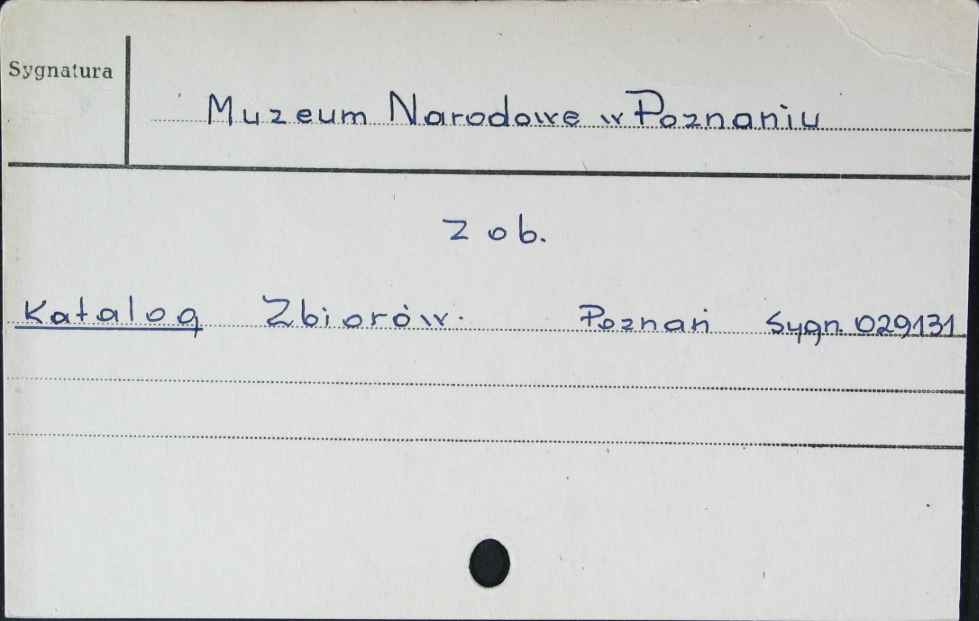 Sygnatura
Muzeum Narodowe w Poznaniu
Zob.
Katalog Zbiorów. Poznań Sygn. 029131